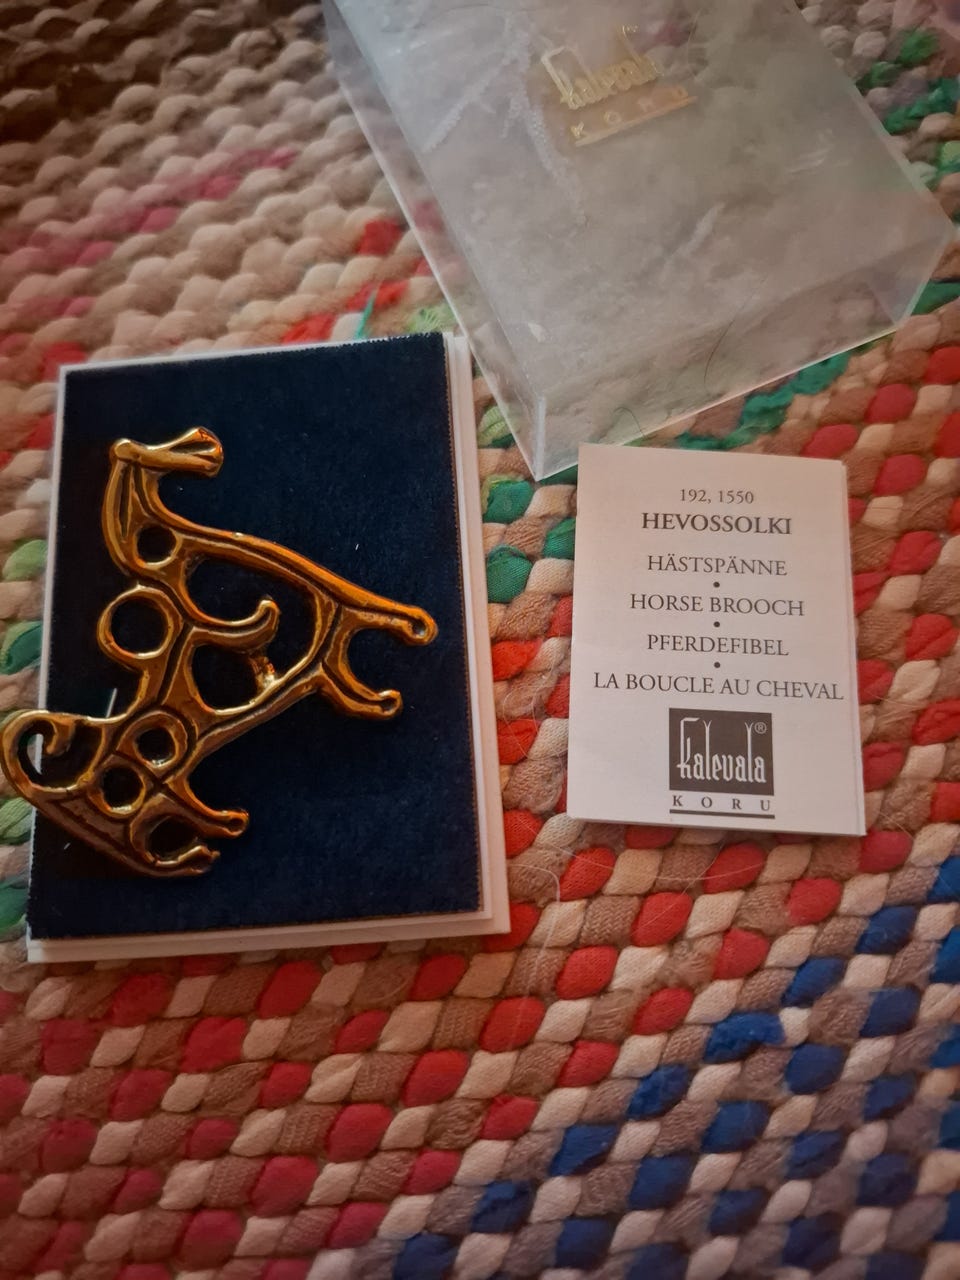 Kalevala
KORU
192, 1550
HEVOSSOLKI
HÄSTSPÄNNE
•
HORSE BROOCH
•
PFERDEFIBEL
•
LA BOUCLE AU CHEVAL
Kalevala®
KORU